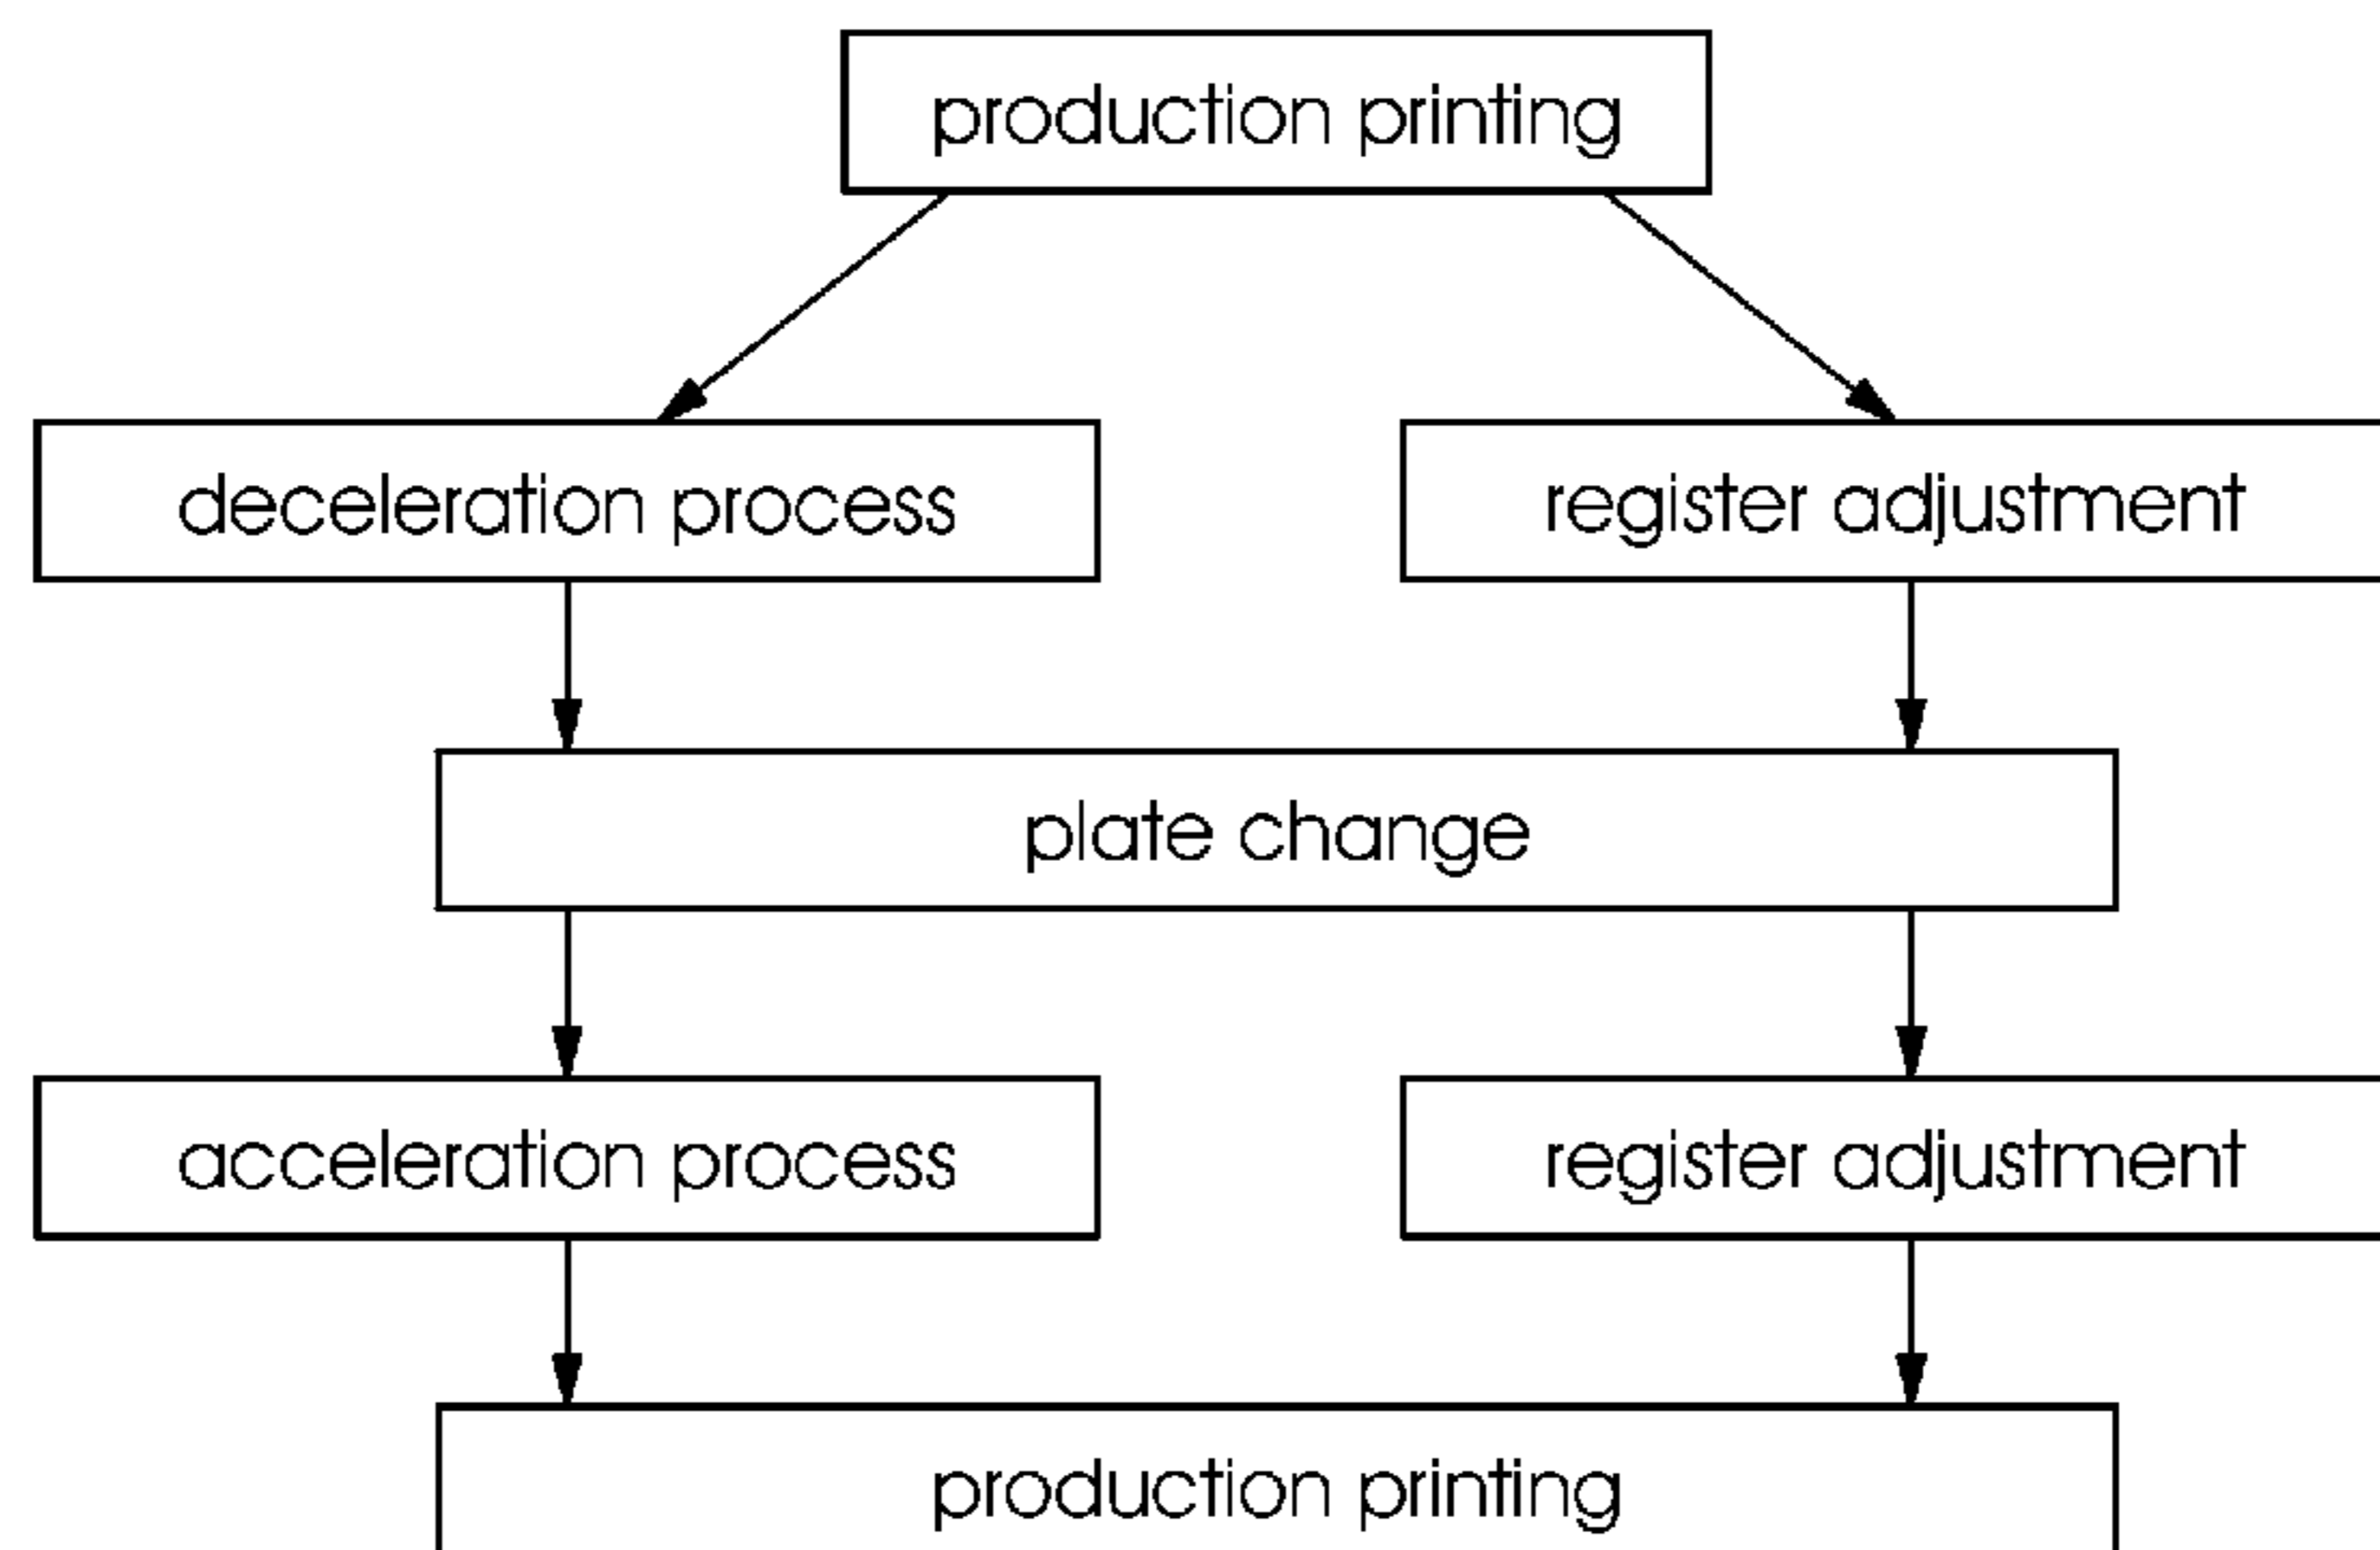 production printing
deceleration process
register adjustment
plate change
acceleration process
register adjustment
production printing